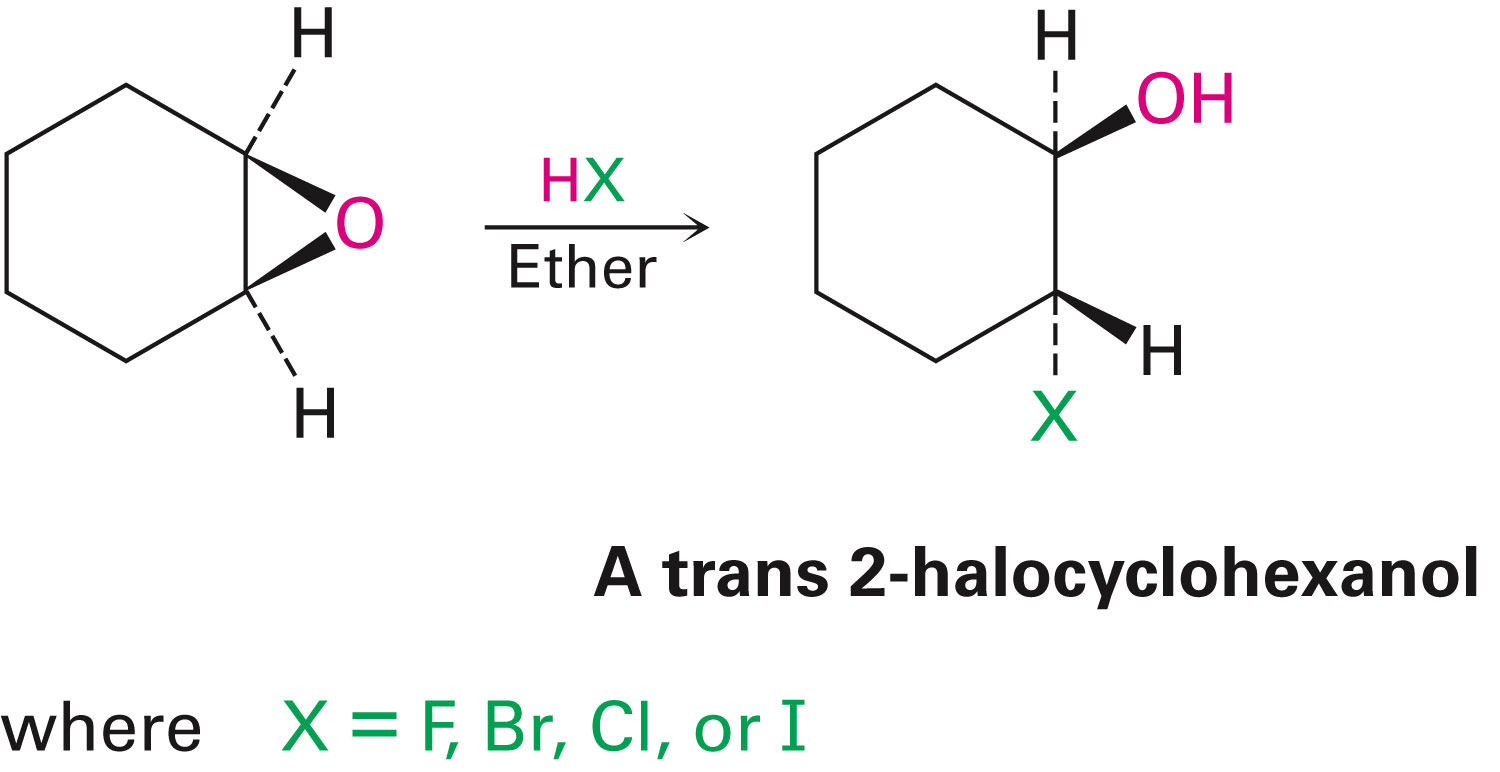 H
H
OH
HX
O
Ether
H
H
X
A trans 2-halocyclohexanol
where X = F, Br, Cl, or I